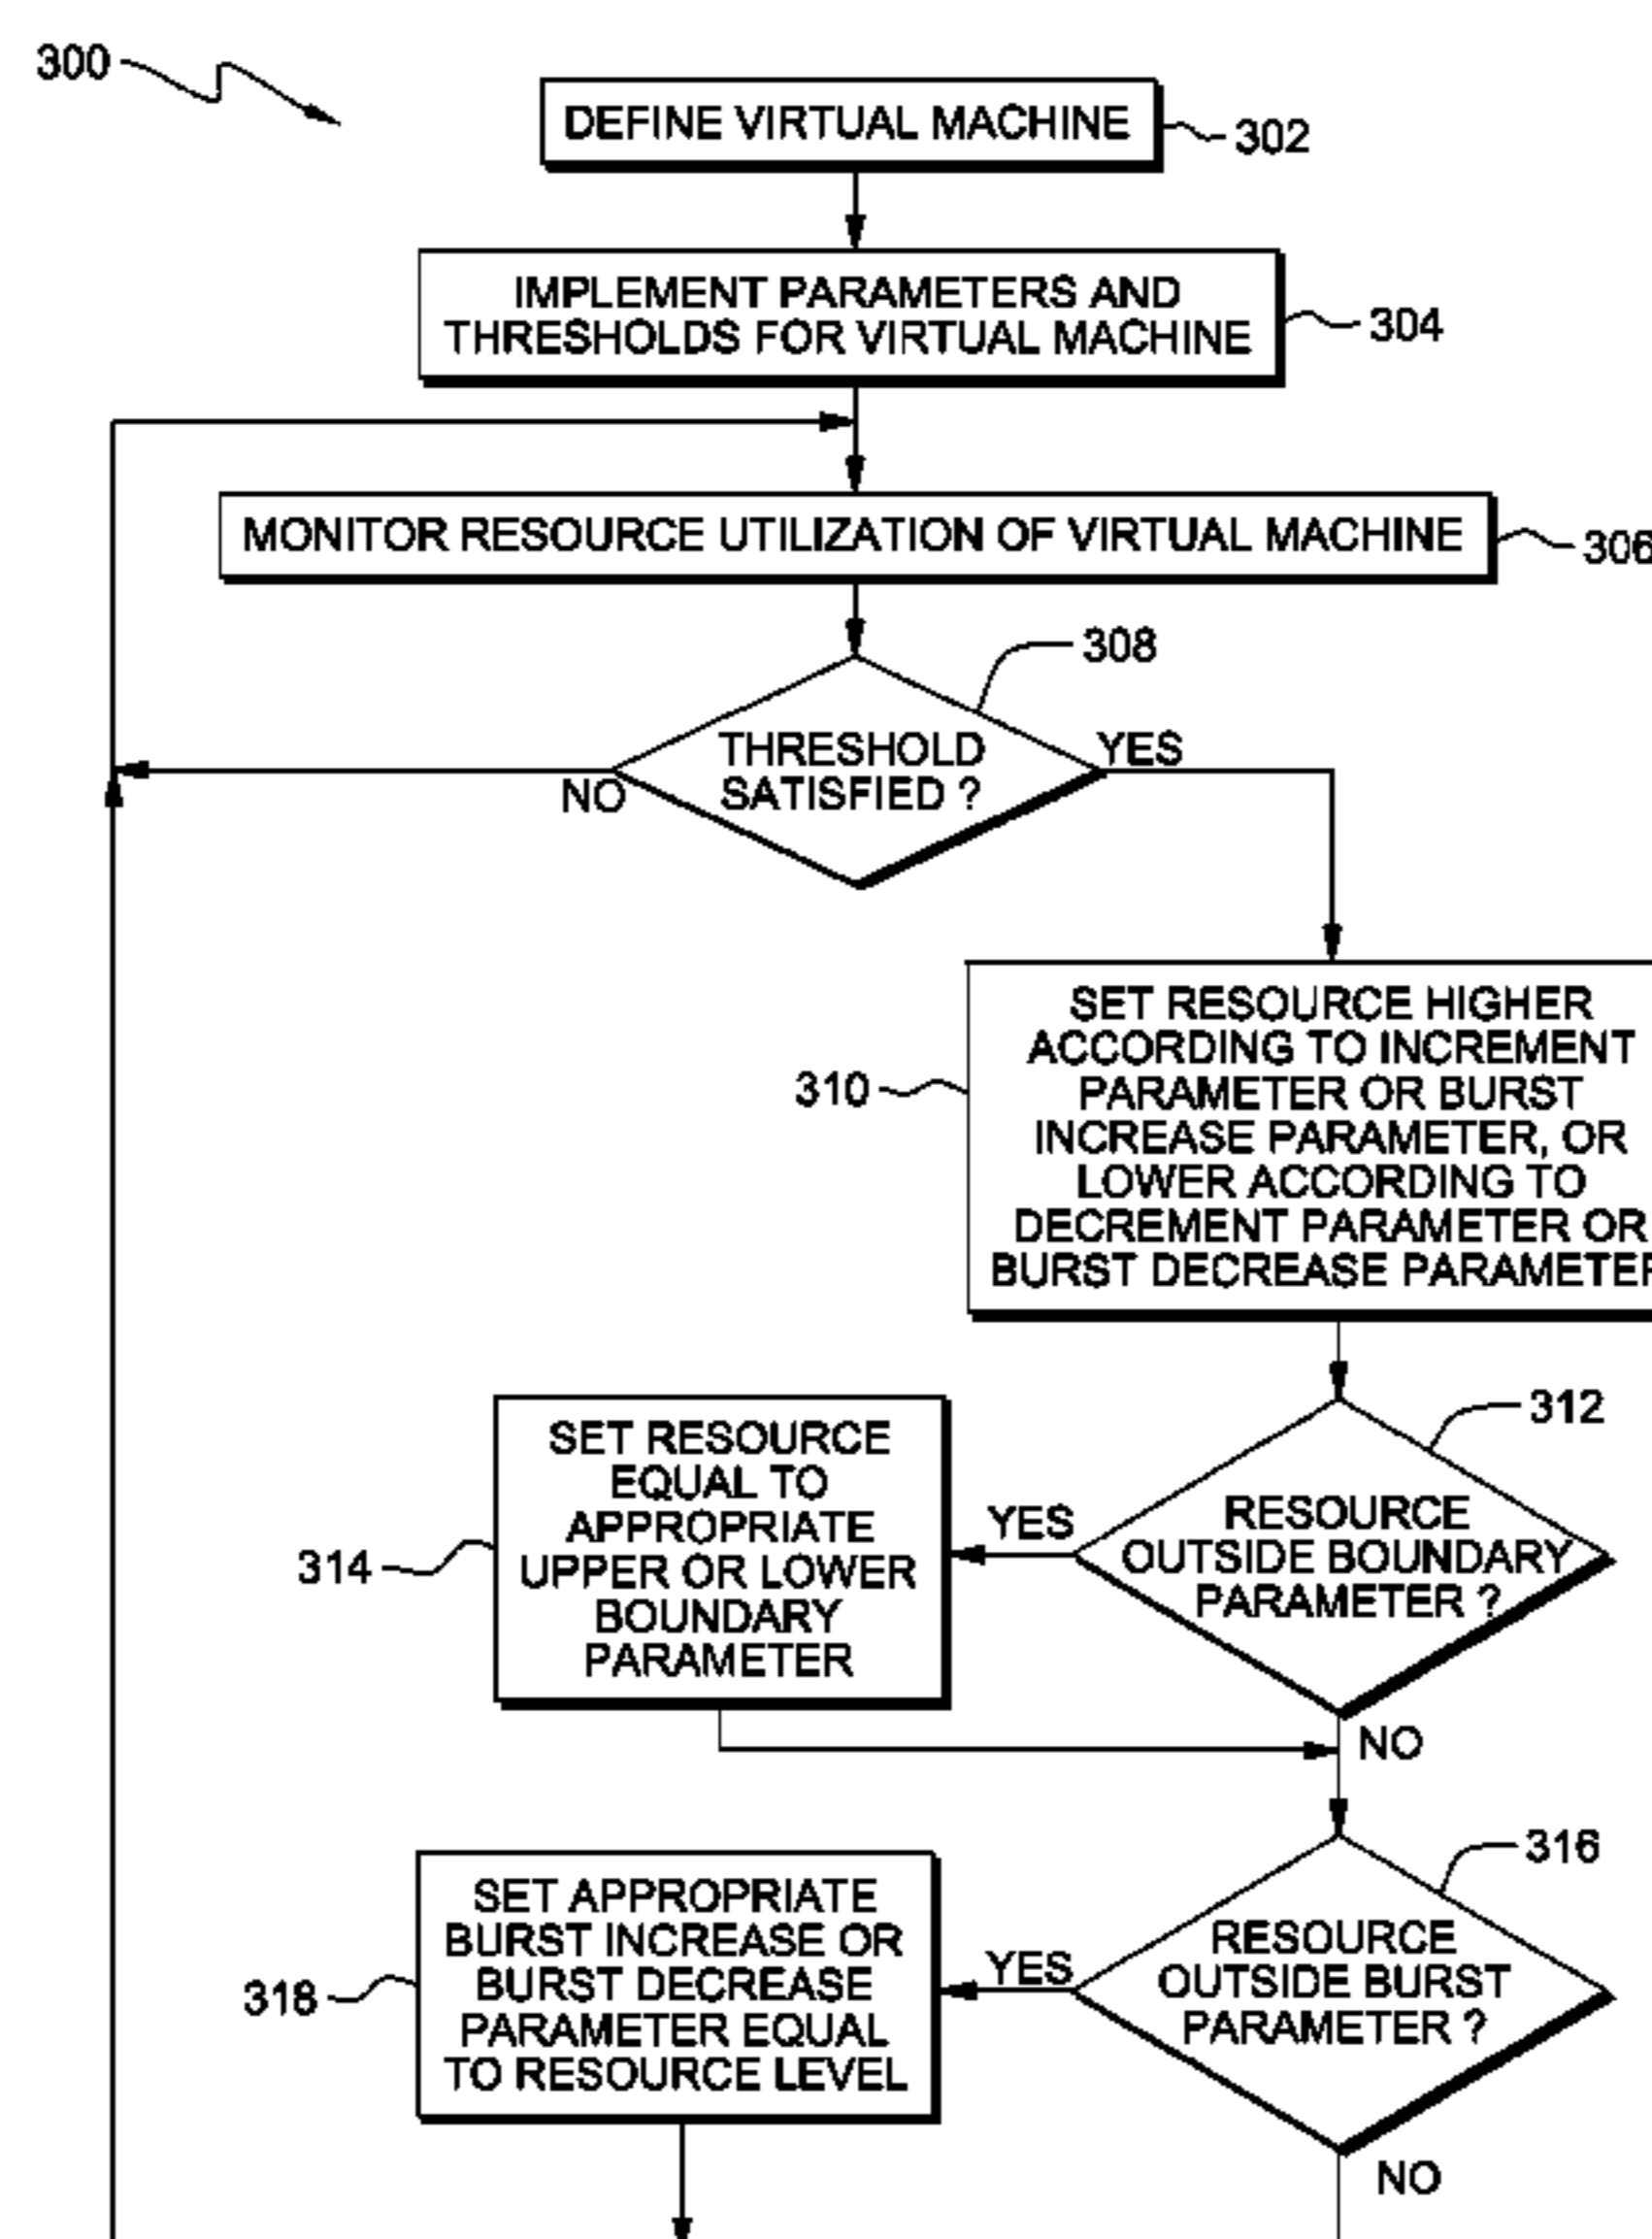 300
DEFINE VIRTUAL MACHINE
302
IMPLEMENT PARAMETERS AND
THRESHOLDS FOR VIRTUAL MACHINE
304
MONITOR RESOURCE UTILIZATION OF VIRTUAL MACHINE
306
308
THRESHOLD
SATISFIED ?
YES
NO
SET RESOURCE HIGHER
ACCORDING TO INCREMENT
PARAMETER OR BURST
INCREASE PARAMETER, OR
LOWER ACCORDING TO
DECREMENT PARAMETER OR
BURST DECREASE PARAMETER
310
312
RESOURCE
OUTSIDE BOUNDARY
PARAMETER ?
YES
NO
SET RESOURCE
EQUAL TO
APPROPRIATE
UPPER OR LOWER
BOUNDARY
PARAMETER
314
316
RESOURCE
OUTSIDE BURST
PARAMETER ?
YES
NO
SET APPROPRIATE
BURST INCREASE OR
BURST DECREASE
PARAMETER EQUAL
TO RESOURCE LEVEL
318